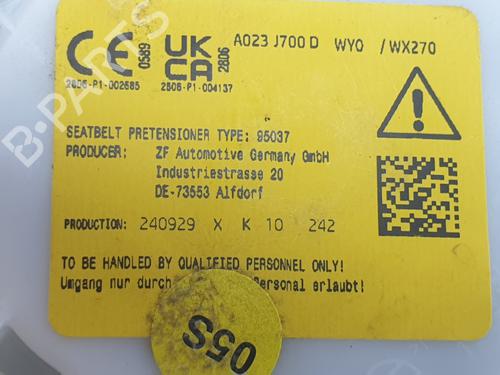 CE 0589
2806-P1-002685
UK CA 2806
2806-P1-004137
A023 J700 D WYO /WX270
SEATBELT PRETENSIONER TYPE: 95037
PRODUCER: ZF Automotive Germany GmbH
Industriestrasse 20
DE-73553 Alfdorf
PRODUCTION: 240929 X K 10 242
TO BE HANDLED BY QUALIFIED PERSONNEL ONLY!
Umgang nur durch Personal erlaubt!
05S
B-PARTS